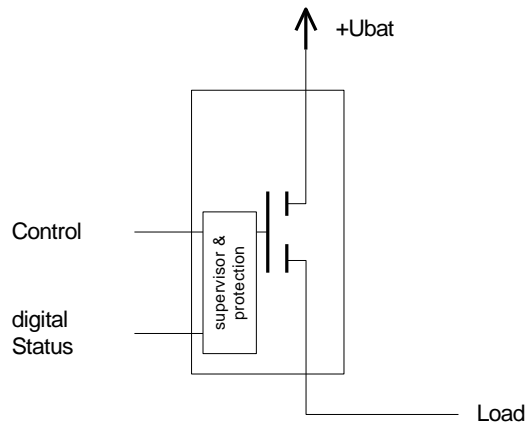 +Ubat
Control
supervisor &
protection
digital
Status
Load